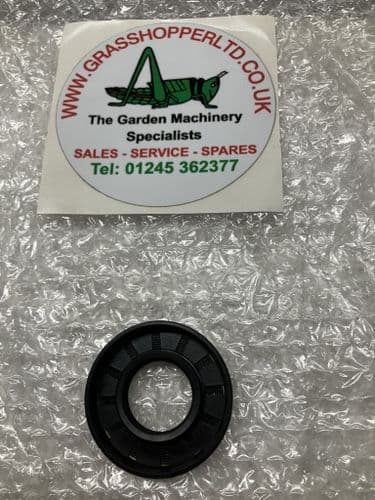 WWW.GRASSHOPPERLTD.CO.UK
The Garden Machinery
Specialists
SALES - SERVICE - SPARES
Tel: 01245 362377